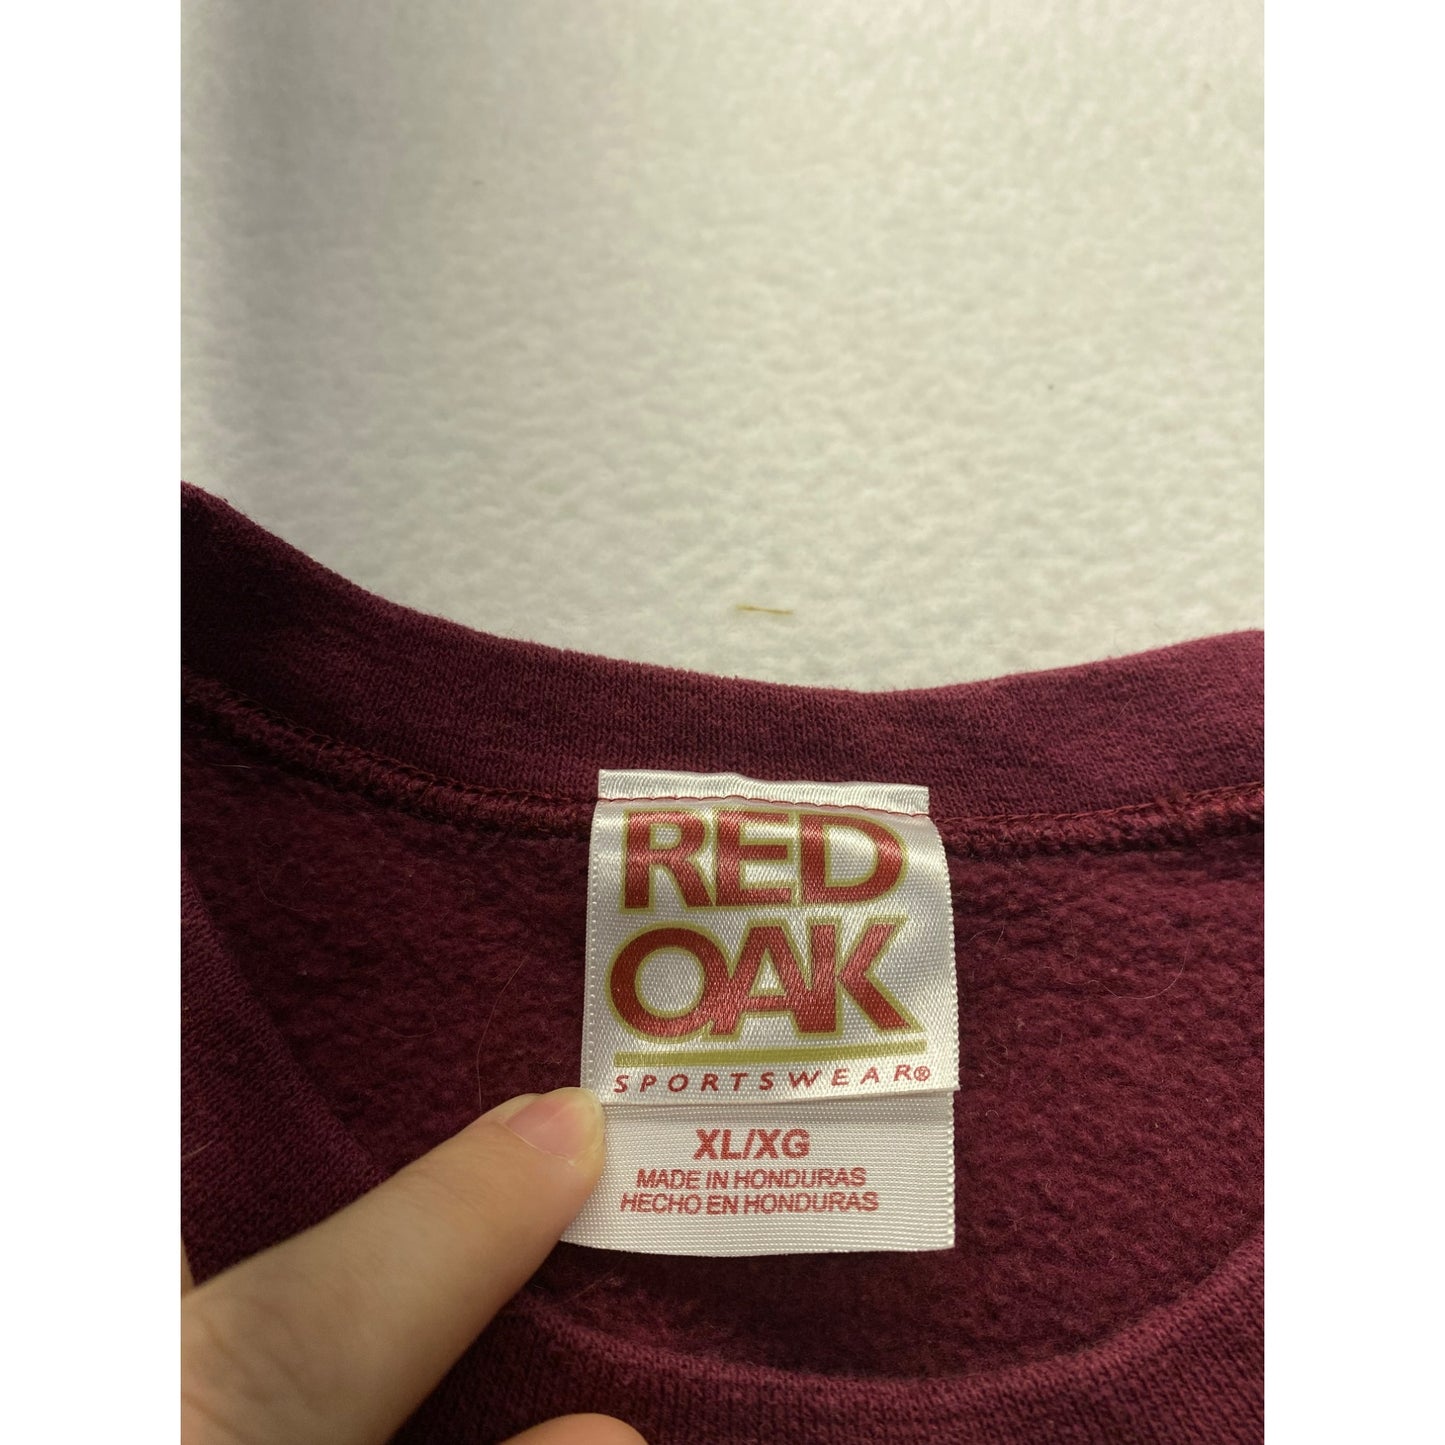 RED
OAK
SPORTSWEAR®
XL/XG
MADE IN HONDURAS
HECHO EN HONDURAS